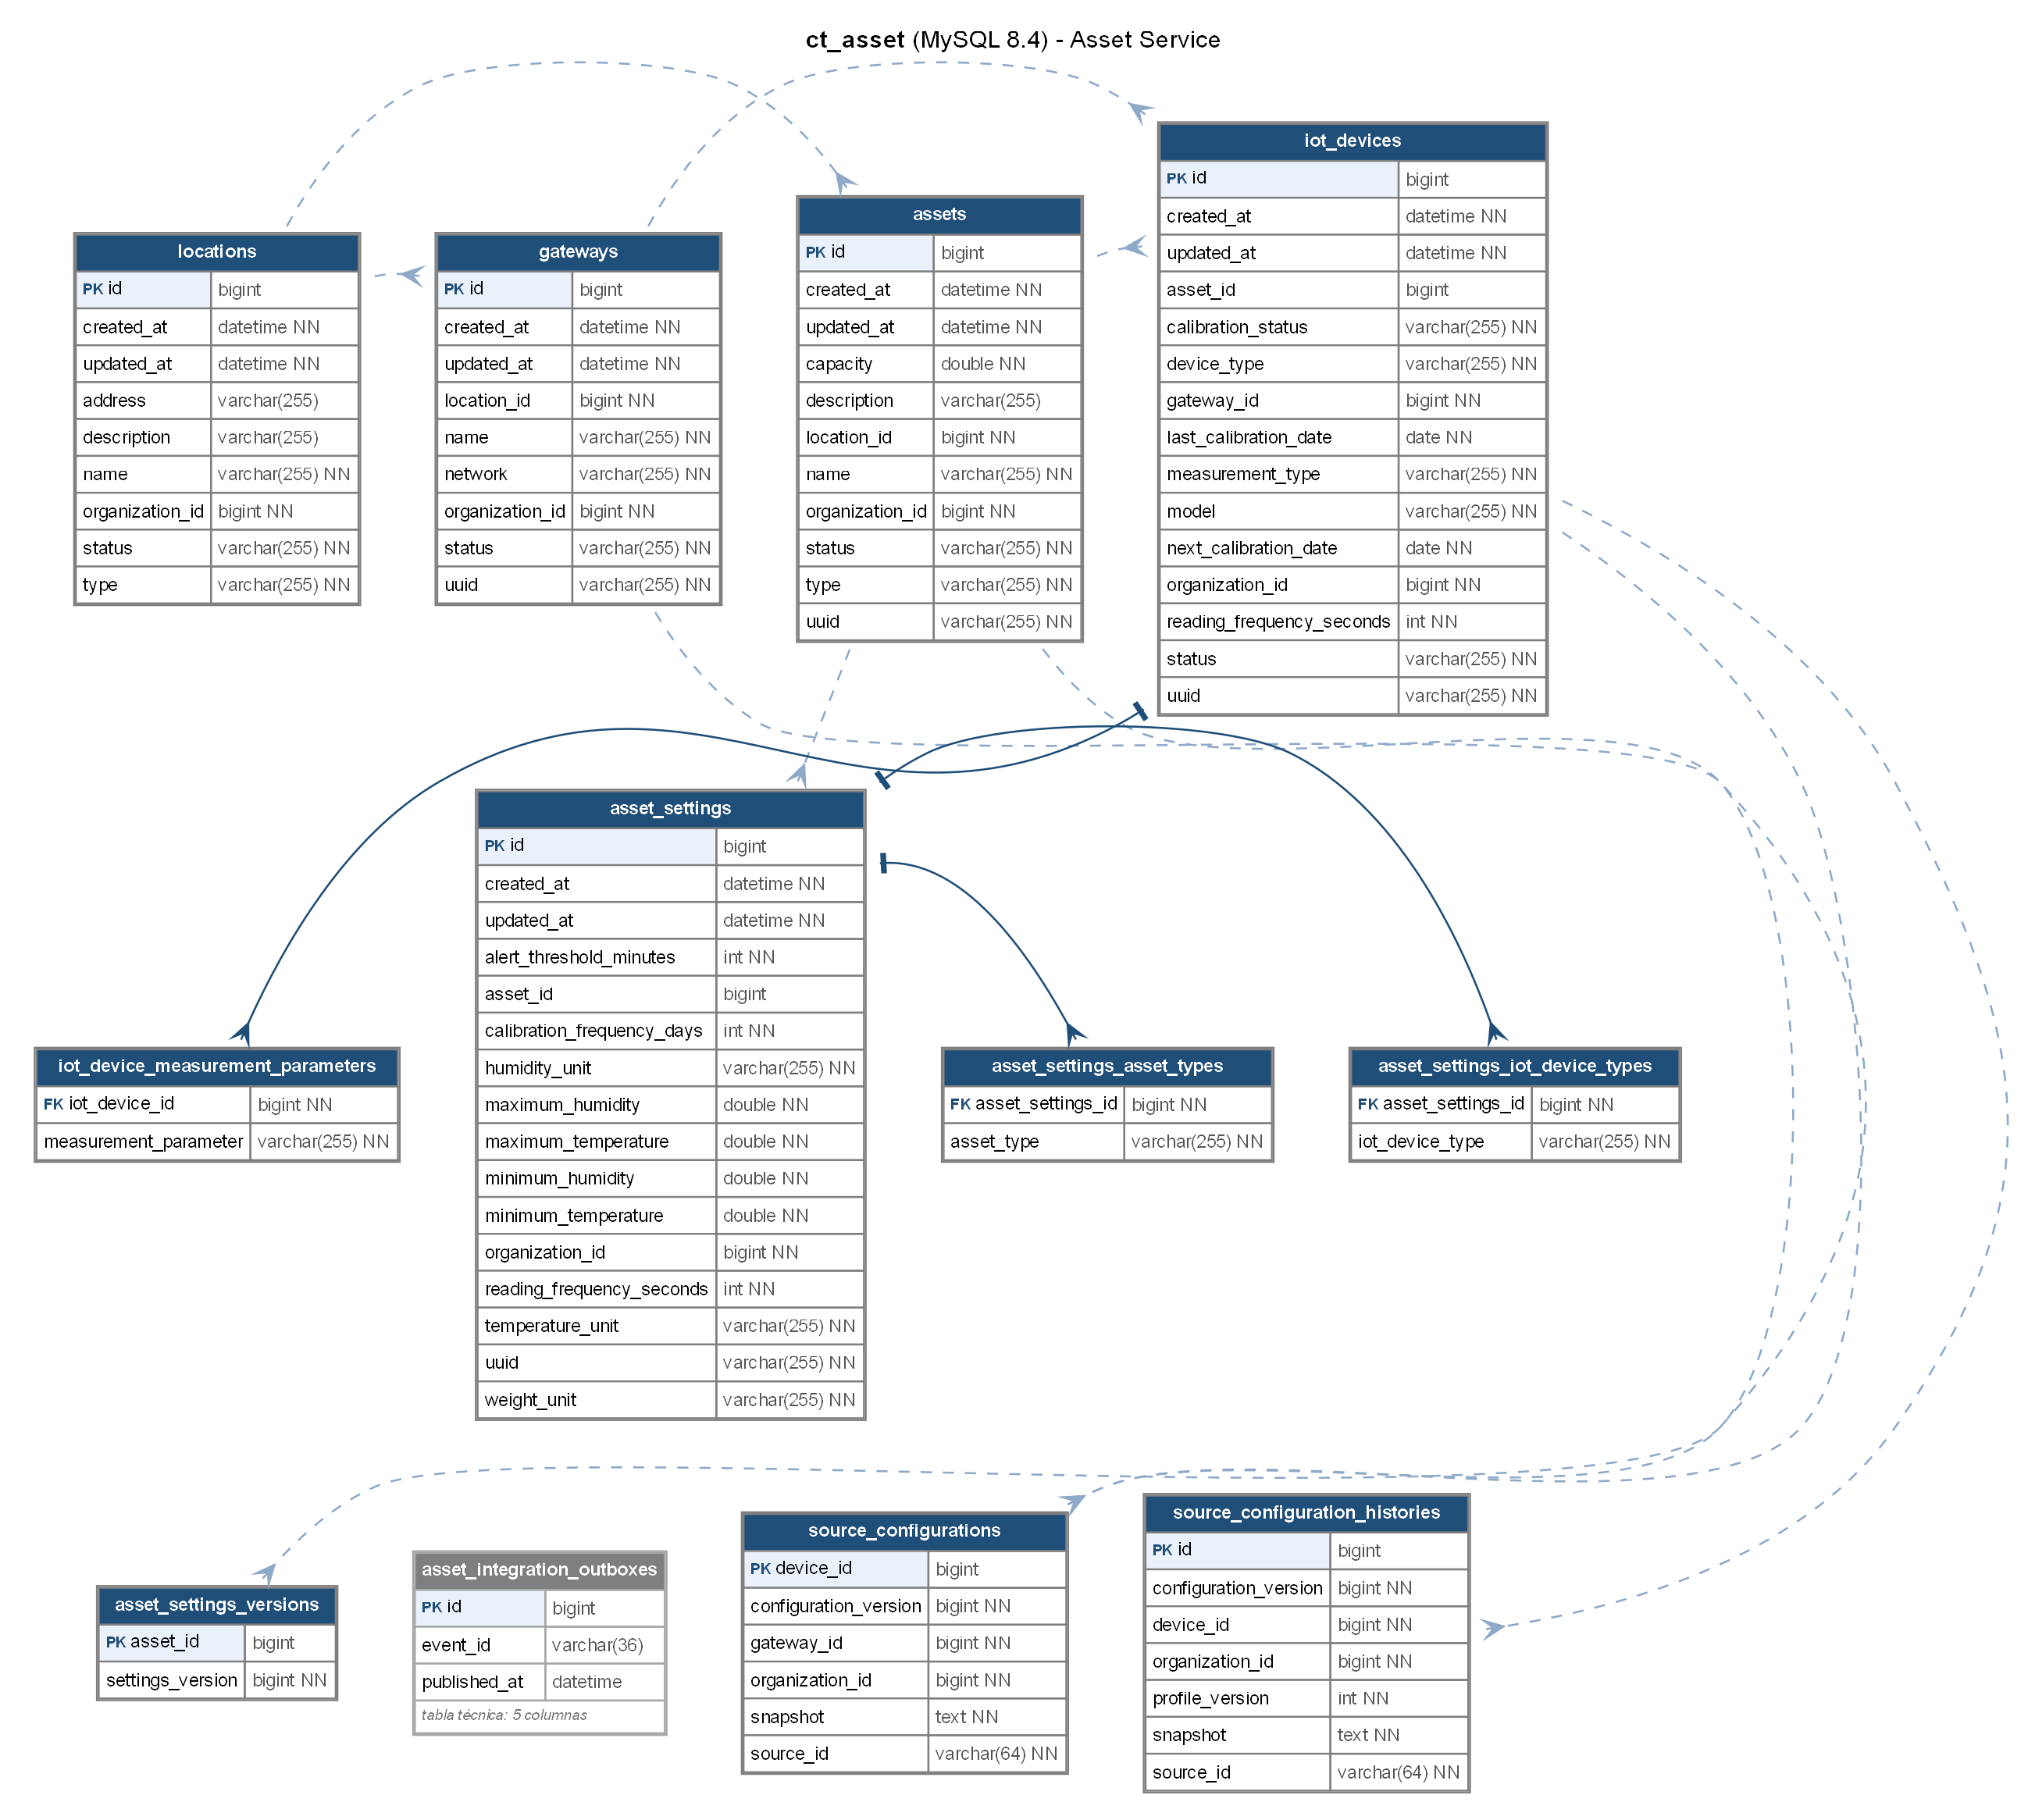 ct_asset (MySQL 8.4) - Asset Service
locations
PK id bigint
created_at datetime NN
updated_at datetime NN
address varchar(255)
description varchar(255)
name varchar(255) NN
organization_id bigint NN
status varchar(255) NN
type varchar(255) NN
gateways
PK id bigint
created_at datetime NN
updated_at datetime NN
location_id bigint NN
name varchar(255) NN
network varchar(255) NN
organization_id bigint NN
status varchar(255) NN
uuid varchar(255) NN
assets
PK id bigint
created_at datetime NN
updated_at datetime NN
capacity double NN
description varchar(255)
location_id bigint NN
name varchar(255) NN
organization_id bigint NN
status varchar(255) NN
type varchar(255) NN
uuid varchar(255) NN
iot_devices
PK id bigint
created_at datetime NN
updated_at datetime NN
asset_id bigint
calibration_status varchar(255) NN
device_type varchar(255) NN
gateway_id bigint NN
last_calibration_date date NN
measurement_type varchar(255) NN
model varchar(255) NN
next_calibration_date date NN
organization_id bigint NN
reading_frequency_seconds int NN
status varchar(255) NN
uuid varchar(255) NN
asset_settings
PK id bigint
created_at datetime NN
updated_at datetime NN
alert_threshold_minutes int NN
asset_id bigint
calibration_frequency_days int NN
humidity_unit varchar(255) NN
maximum_humidity double NN
maximum_temperature double NN
minimum_humidity double NN
minimum_temperature double NN
organization_id bigint NN
reading_frequency_seconds int NN
temperature_unit varchar(255) NN
uuid varchar(255) NN
weight_unit varchar(255) NN
iot_device_measurement_parameters
FK iot_device_id bigint NN
measurement_parameter varchar(255) NN
asset_settings_asset_types
FK asset_settings_id bigint NN
asset_type varchar(255) NN
asset_settings_iot_device_types
FK asset_settings_id bigint NN
iot_device_type varchar(255) NN
asset_settings_versions
PK asset_id bigint
settings_version bigint NN
asset_integration_outboxes
PK id bigint
event_id varchar(36)
published_at datetime
tabla técnica: 5 columnas
source_configurations
PK device_id bigint
configuration_version bigint NN
gateway_id bigint NN
organization_id bigint NN
snapshot text NN
source_id varchar(64) NN
source_configuration_histories
PK id bigint
configuration_version bigint NN
device_id bigint NN
organization_id bigint NN
profile_version int NN
snapshot text NN
source_id varchar(64) NN